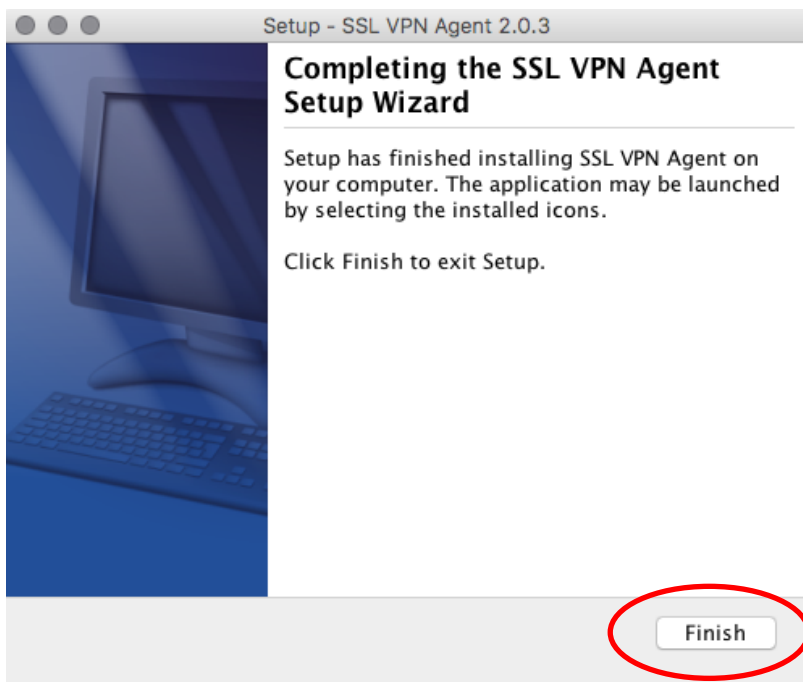 Setup - SSL VPN Agent 2.0.3
Completing the SSL VPN Agent
Setup Wizard
Setup has finished installing SSL VPN Agent on
your computer. The application may be launched
by selecting the installed icons.
Click Finish to exit Setup.
Finish